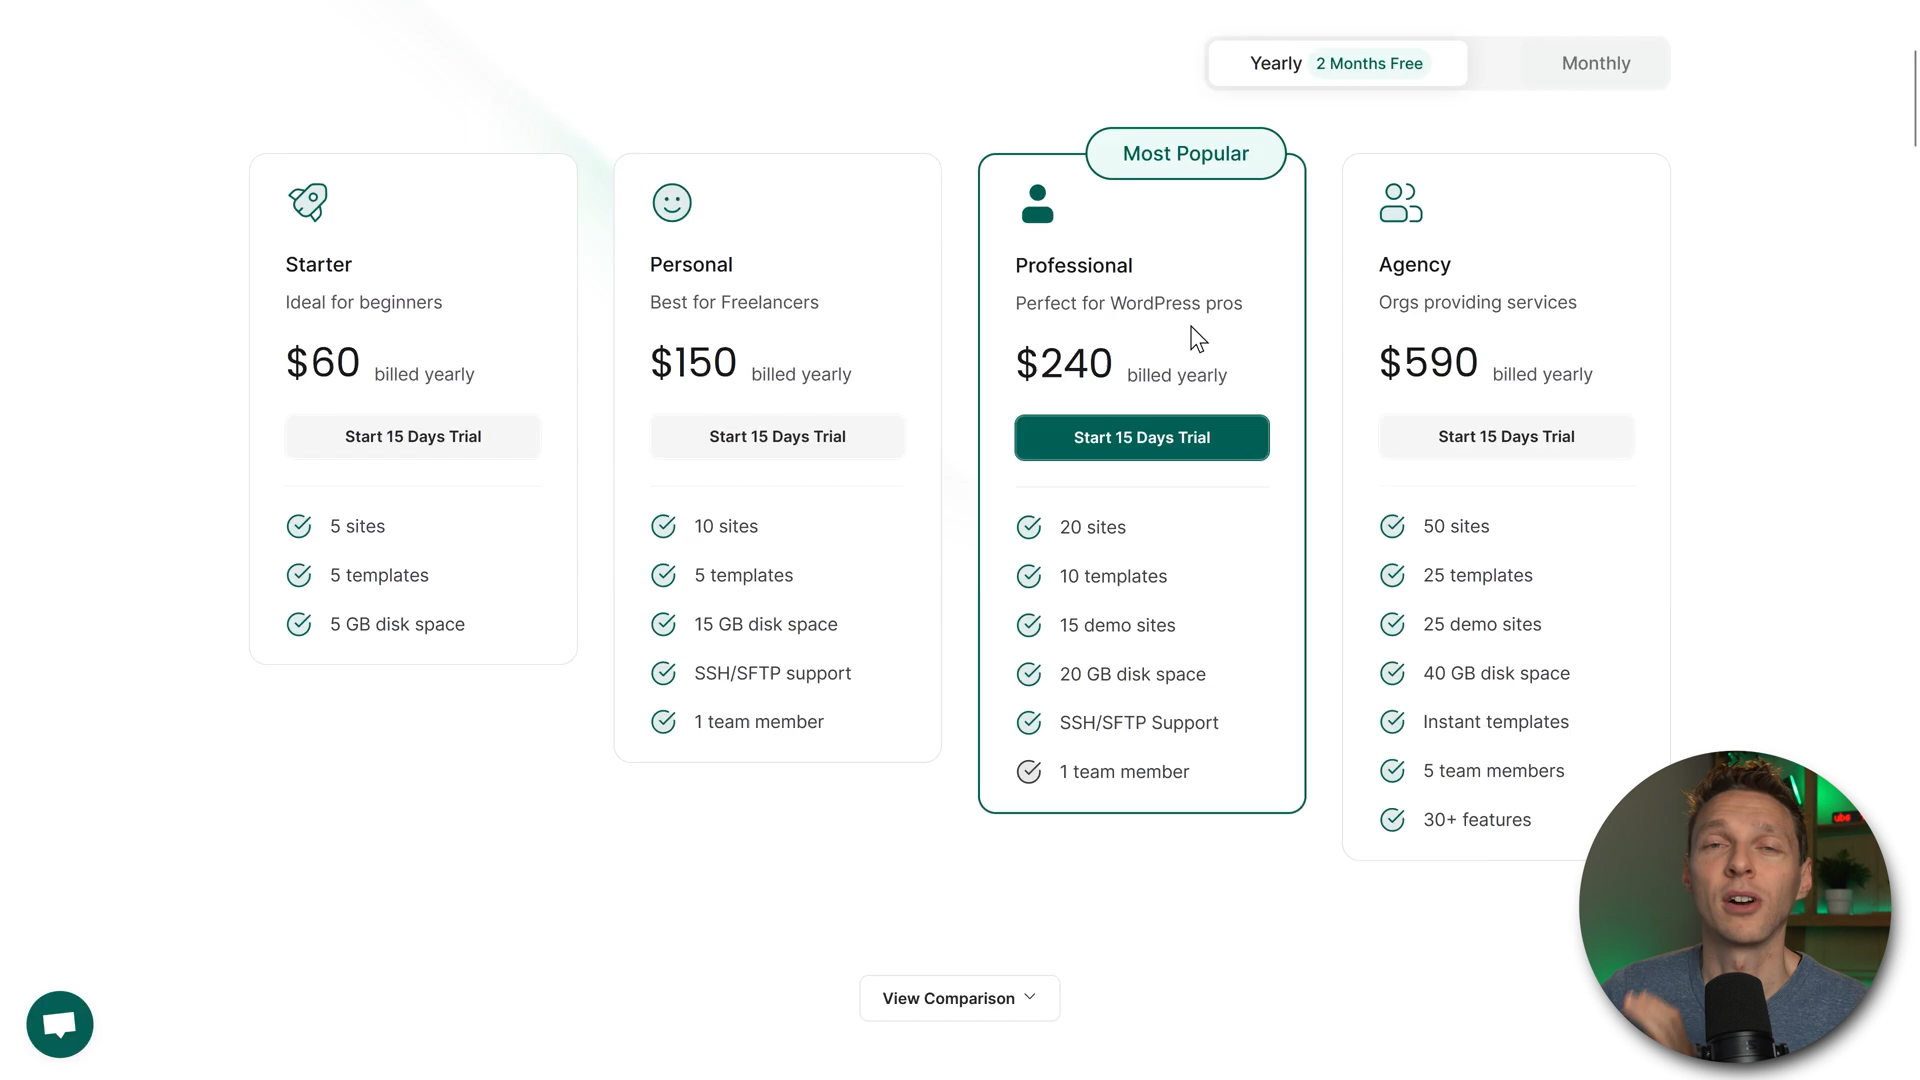 Yearly 2 Months Free Monthly
Most Popular
Starter
Ideal for beginners
$60 billed yearly
Start 15 Days Trial
5 sites
5 templates
5 GB disk space
Personal
Best for Freelancers
$150 billed yearly
Start 15 Days Trial
10 sites
5 templates
15 GB disk space
SSH/SFTP support
1 team member
Professional
Perfect for WordPress pros
$240 billed yearly
Start 15 Days Trial
20 sites
10 templates
15 demo sites
20 GB disk space
SSH/SFTP Support
1 team member
Agency
Orgs providing services
$590 billed yearly
Start 15 Days Trial
50 sites
25 templates
25 demo sites
40 GB disk space
Instant templates
5 team members
30+ features
View Comparison